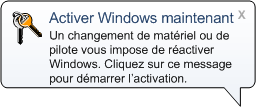 Activer Windows maintenant X
Un changement de matériel ou de
pilote vous impose de réactiver
Windows. Cliquez sur ce message
pour démarrer l'activation.